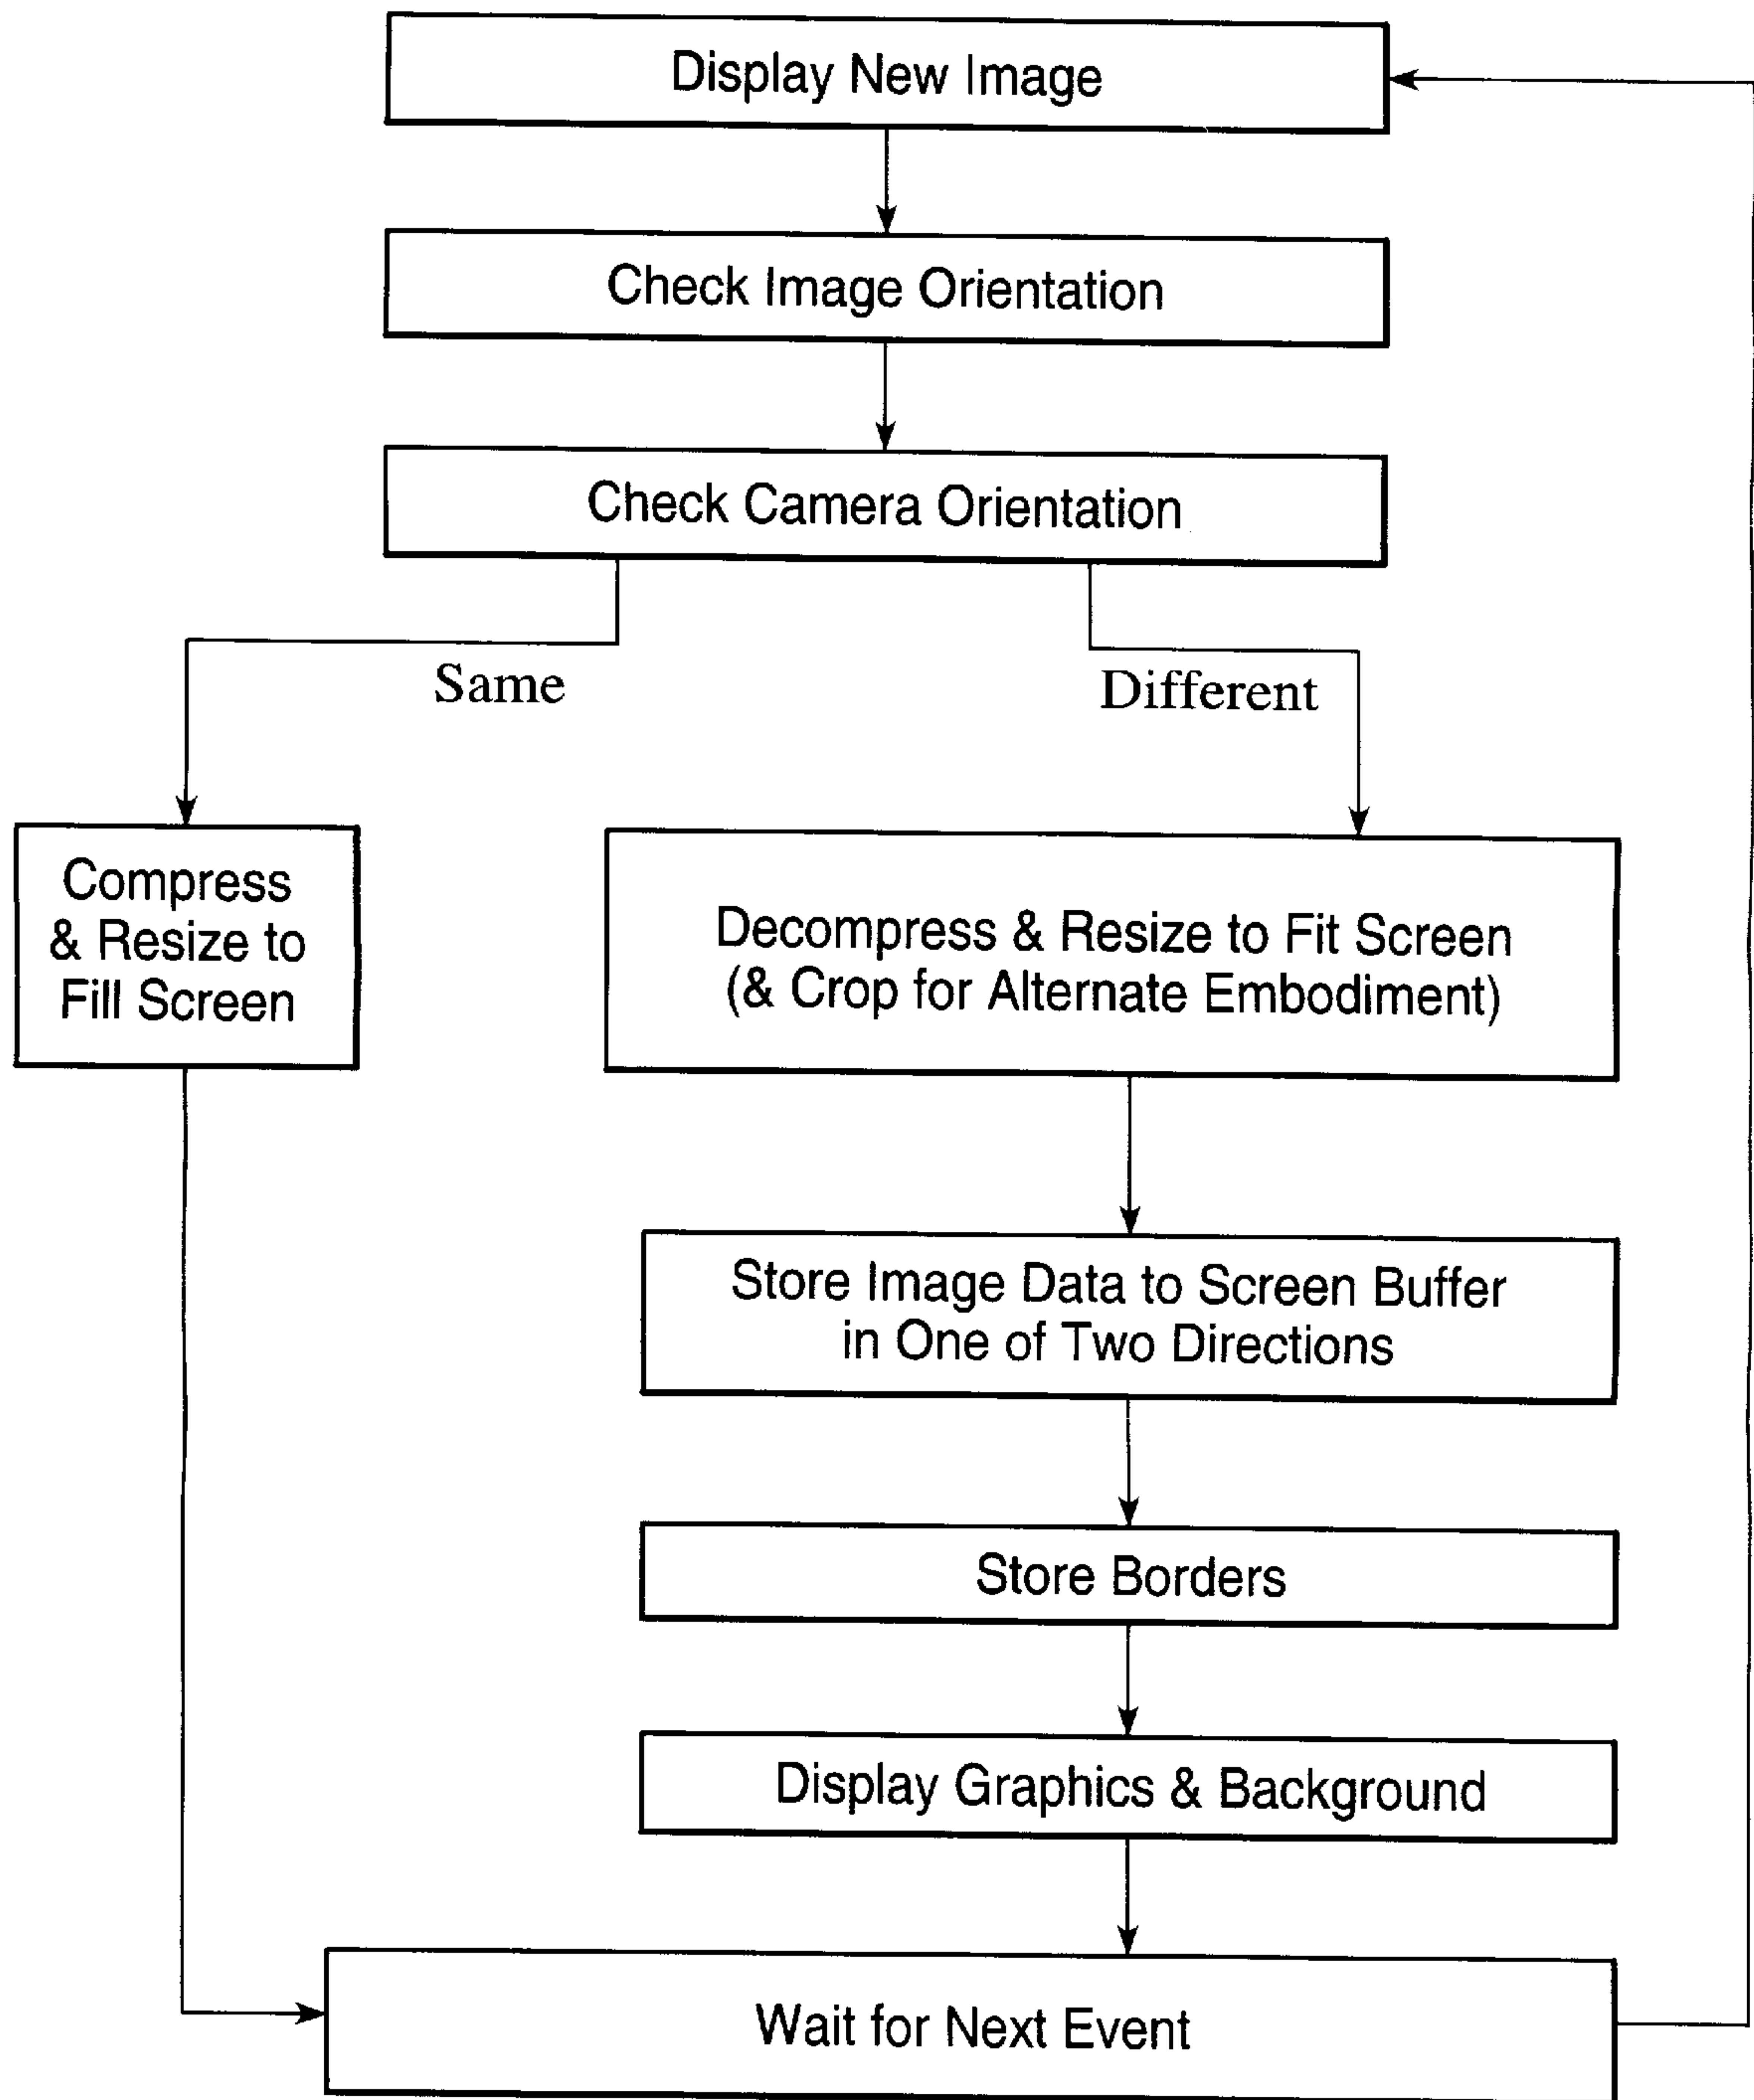 Display New Image
Check Image Orientation
Check Camera Orientation
Same
Different
Compress
& Resize to
Fill Screen
Decompress & Resize to Fit Screen
(& Crop for Alternate Embodiment)
Store Image Data to Screen Buffer
in One of Two Directions
Store Borders
Display Graphics & Background
Wait for Next Event